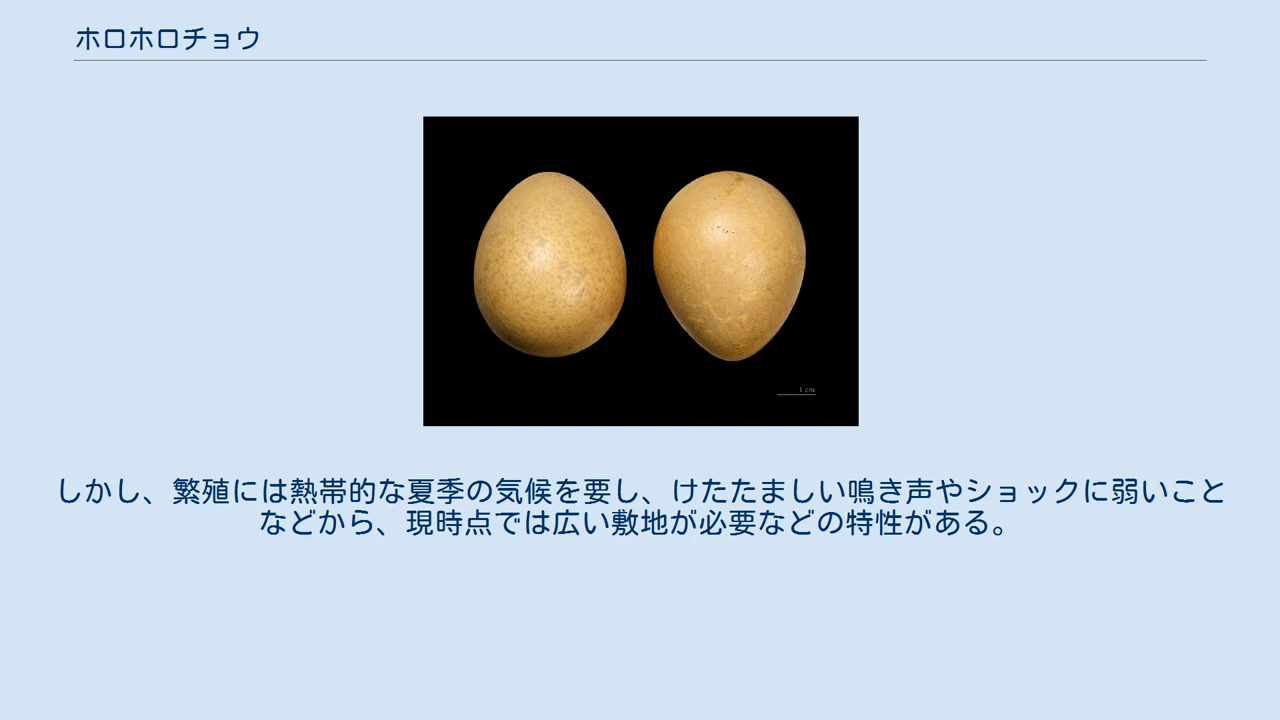 ホロホロチョウ
1 cm
しかし、繁殖には熱帯的な夏季の気候を要し、けたたましい鳴き声やショックに弱いこと
などから、現時点では広い敷地が必要などの特性がある。